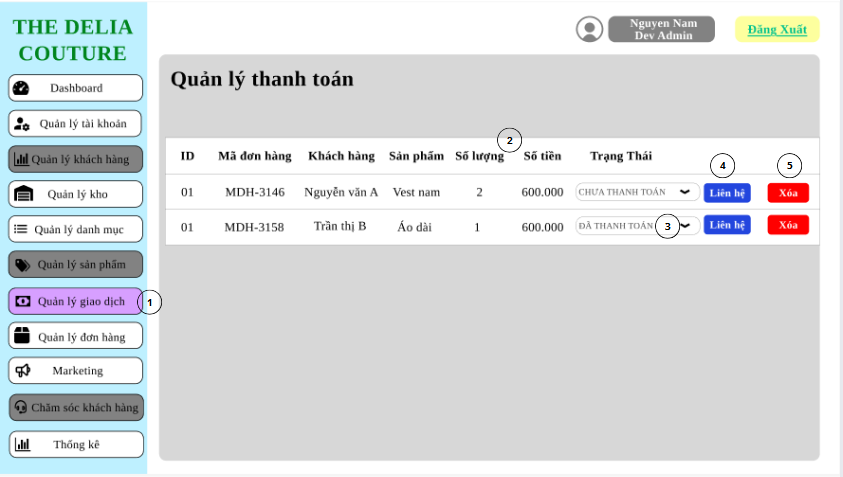 THE DELIA
COUTURE
Dashboard
Quản lý tài khoản
Quản lý khách hàng
Quản lý kho
Quản lý danh mục
Quản lý sản phẩm
Quản lý giao dịch
1
Quản lý đơn hàng
Marketing
Chăm sóc khách hàng
Thống kê
Nguyen Nam
Dev Admin
Đăng Xuất
Quản lý thanh toán
2
4
5
ID Mã đơn hàng Khách hàng Sản phẩm Số lượng Số tiền Trạng Thái
01 MDH-3146 Nguyễn văn A Vest nam 2 600.000 CHƯA THANH TOÁN Liên hệ Xóa
01 MDH-3158 Trần thị B Áo dài 1 600.000 ĐÃ THANH TOÁN 3 Liên hệ Xóa